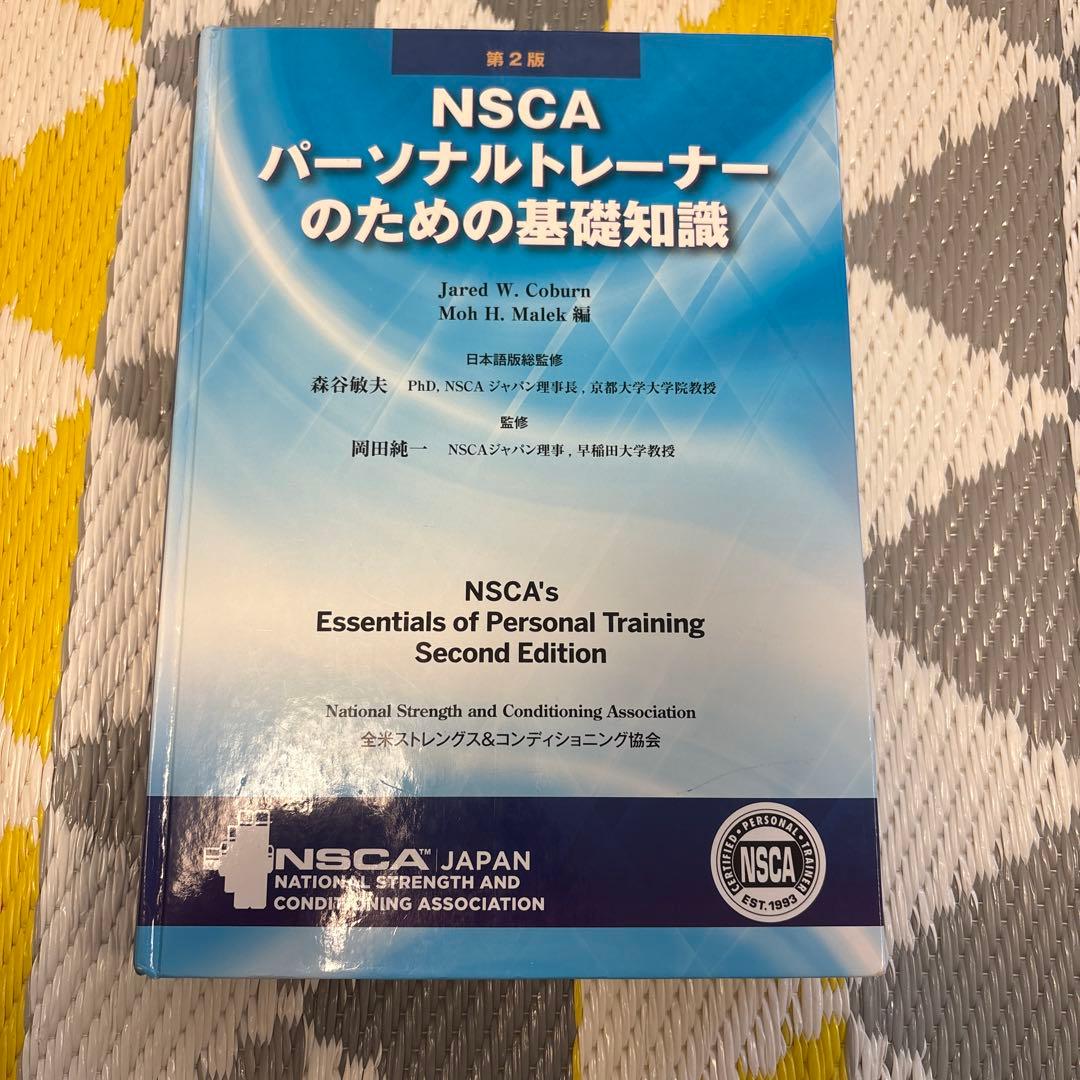 第2版
NSCA
パーソナルトレーナー
のための基礎知識
Jared W. Coburn
Moh H. Malek 編
日本語版総監修
森谷敏夫 PhD, NSCA ジャパン理事長, 京都大学大学院教授
監修
岡田純一 NSCAジャパン理事, 早稲田大学教授
NSCA's
Essentials of Personal Training
Second Edition
National Strength and Conditioning Association
全米ストレングス&コンディショニング協会
NSCA™ JAPAN
NATIONAL STRENGTH AND
CONDITIONING ASSOCIATION
CERTIFIED • PERSONAL • TRAINER
NSCA
EST. 1993